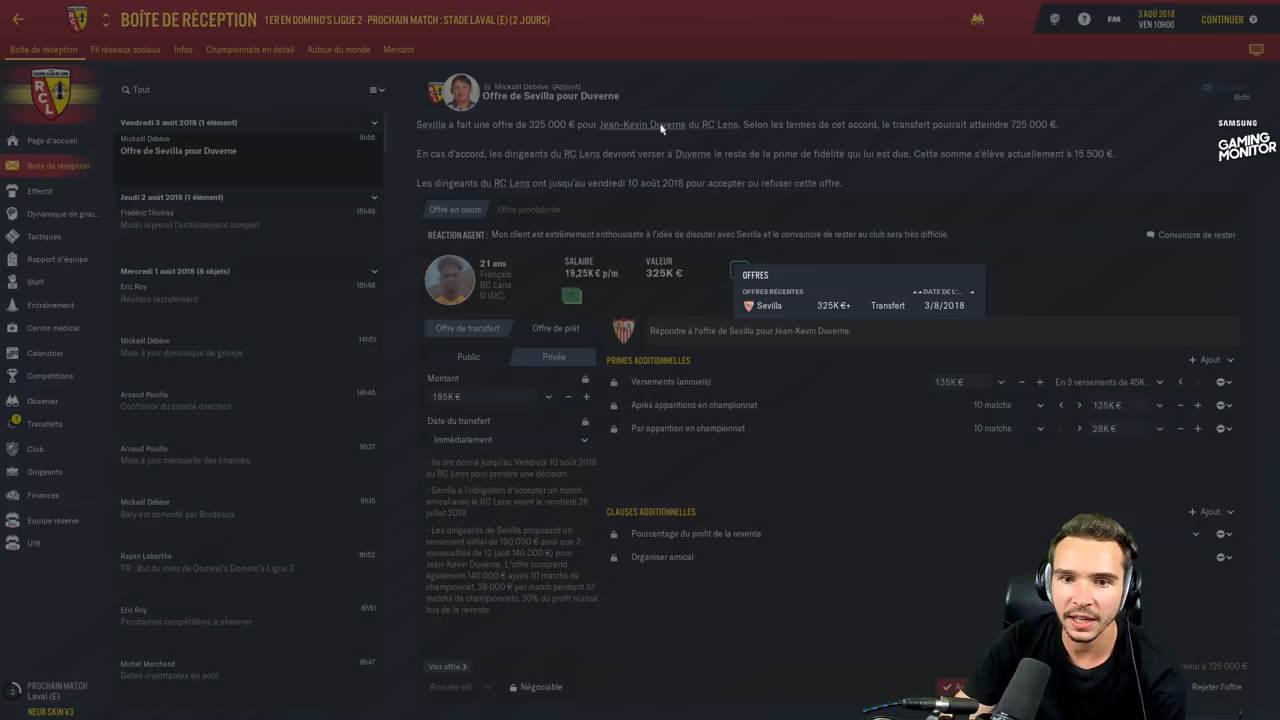 BOÎTE DE RÉCEPTION
1ER EN DOMINO'S LIGUE 2 - PROCHAIN MATCH : STADE LAVAL (E) (2 JOURS)
FM
3 AOÛ 2018
VEN 10H00
CONTINUER
Boîte de réception
Fil réseaux sociaux
Infos
Championnats en détail
Autour du monde
Mercato
RCL
Page d'accueil
Boîte de réception
Effectif
Dynamique de grou...
Tactiques
Rapport d'équipe
Staff
Entraînement
Centre médical
Calendrier
Compétitions
Observer
Transferts
Club
Dirigeants
Finances
Équipe réserve
U19
2
PROCHAIN MATCH
Laval (E)
NEUB SKIN V3
Tout
Vendredi 3 août 2018 (1 élément)
Mickaël Debève
8h56
Offre de Sevilla pour Duverne
Jeudi 2 août 2018 (1 élément)
Frédéric Thomas
15h49
Madri reprend l'entraînement complet
Mercredi 1 août 2018 (8 objets)
Eric Roy
16h46
Réunion recrutement
Mickaël Debève
14h51
Mise à jour dynamique de groupe
Arnaud Pouille
14h46
Confiance du comité directeur
Arnaud Pouille
9h37
Mise à jour mensuelle des finances
Mickaël Debève
9h15
Baly est convoité par Bordeaux
Rayan Labarthe
8h52
TR : But du mois de Domino's Domino's Ligue 2
Eric Roy
8h51
Prochaines compétitions à observer
Michel Marchand
8h47
Dates importantes en août
Mickaël Debève (Adjoint)
Offre de Sevilla pour Duverne
8h56
Sevilla a fait une offre de 325 000 € pour Jean-Kevin Duverne du RC Lens. Selon les termes de cet accord, le transfert pourrait atteindre 725 000 €.
En cas d'accord, les dirigeants du RC Lens devront verser à Duverne le reste de la prime de fidélité qui lui est due. Cette somme s'élève actuellement à 15 500 €.
Les dirigeants du RC Lens ont jusqu'au vendredi 10 août 2018 pour accepter ou refuser cette offre.
Offre en cours
Offre précédente
RÉACTION AGENT : Mon client est extrêmement enthousiaste à l'idée de discuter avec Sevilla et le convaincre de rester au club sera très difficile.
Convaincre de rester
21 ans
Français
RC Lens
D (DC)
SALAIRE
19,25K € p/m
VALEUR
325K €
OFFRES
OFFRES RÉCENTES
DATE DE L'...
Sevilla
325K €+
Transfert
3/8/2018
Offre de transfert
Offre de prêt
Répondre à l'offre de Sevilla pour Jean-Kevin Duverne.
Public
Privée
Montant
185K €
Date du transfert
Immédiatement
- Ils ont donné jusqu'au Vendredi 10 août 2018
au RC Lens pour prendre une décision.
- Sevilla a l'obligation d'accepter un match
amical avec le RC Lens avant le vendredi 26
juillet 2019.
- Les dirigeants de Sevilla proposent un
versement initial de 190 000 € ainsi que 3
mensualités de 12 (soit 140 000 €) pour
Jean-Kevin Duverne. L'offre comprend
également 140 000 € après 10 matchs de
championnat, 28 000 € par match pendant 10
matchs de championnats, 30% du profit réalisé
lors de la revente.
PRIMES ADDITIONNELLES
Ajout.
Versements (annuels)
135K €
En 3 versements de 45K...
Après apparitions en championnat
10 matchs
135K €
Par apparition en championnat
10 matchs
28K €
CLAUSES ADDITIONNELLES
Ajout.
Pourcentage du profit de la revente
Organiser amical
Voir offre
Annuler sél
Négociable
à 725 000 €
Rejeter l'offre
SAMSUNG
GAMING
MONITOR